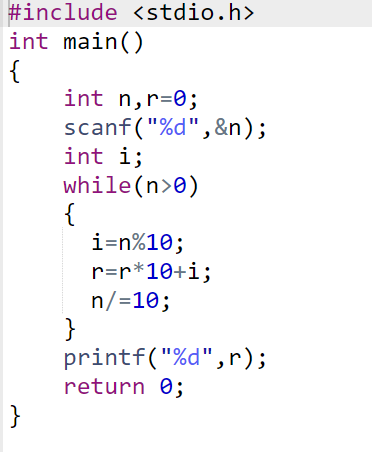 #include <stdio.h>
int main()
{
    int n,r=0;
    scanf("%d",&n);
    int i;
    while(n>0)
    {
      i=n%10;
      r=r*10+i;
      n/=10;
    }
    printf("%d",r);
    return 0;
}